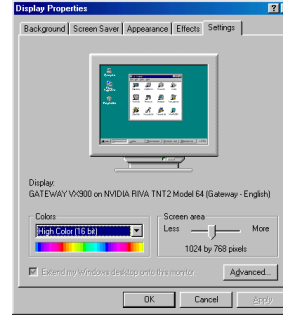 Display Properties
Background Screen Saver Appearance Effects Settings
Display:
GATEWAY VX900 on NVIDIA RIVA TNT2 Model 64 (Gateway - English)
Colors
High Color (16 bit)
Screen area
Less More
1024 by 768 pixels
Extend my Windows desktop onto this monitor
Advanced...
OK Cancel Apply